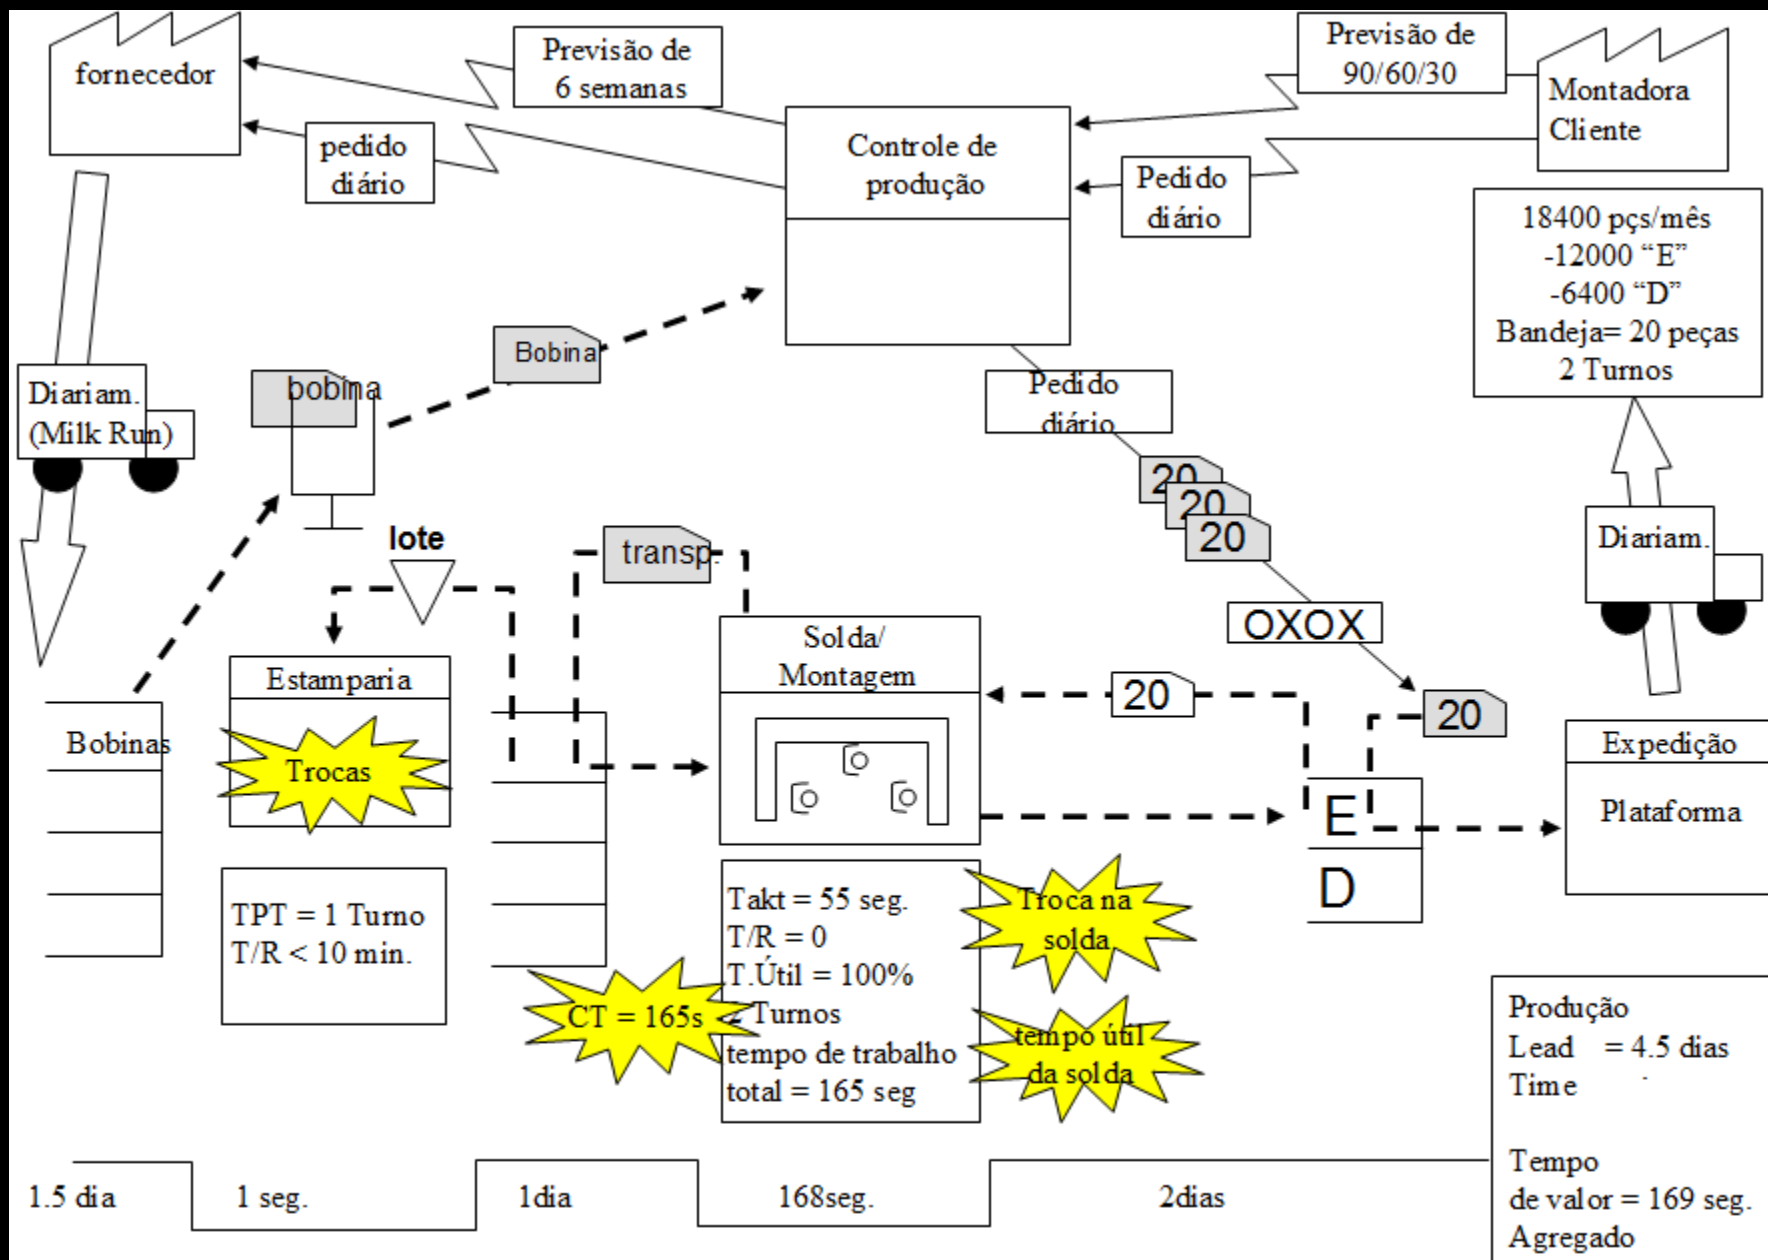 fornecedor
Previsão de
6 semanas
pedido
diário
Controle de
produção
Previsão de
90/60/30
Pedido
diário
Montadora
Cliente
18400 pçs/mês
-12000 “E”
-6400 “D”
Bandeja= 20 peças
2 Turnos
Diariam.
(Milk Run)
bobina
Bobina
Pedido
diário
20
20
20
OXOX
Diariam.
lote
transp.
Bobinas
Estamparia
Trocas
TPT = 1 Turno
T/R < 10 min.
Solda/
Montagem
20
20
E
D
Expedição
Plataforma
Takt = 55 seg.
T/R = 0
T.Útil = 100%
2 Turnos
tempo de trabalho
total = 165 seg
CT = 165s
Troca na
solda
tempo útil
da solda
Produção
Lead = 4.5 dias
Time
Tempo
de valor = 169 seg.
Agregado
1.5 dia
1 seg.
1dia
168seg.
2dias